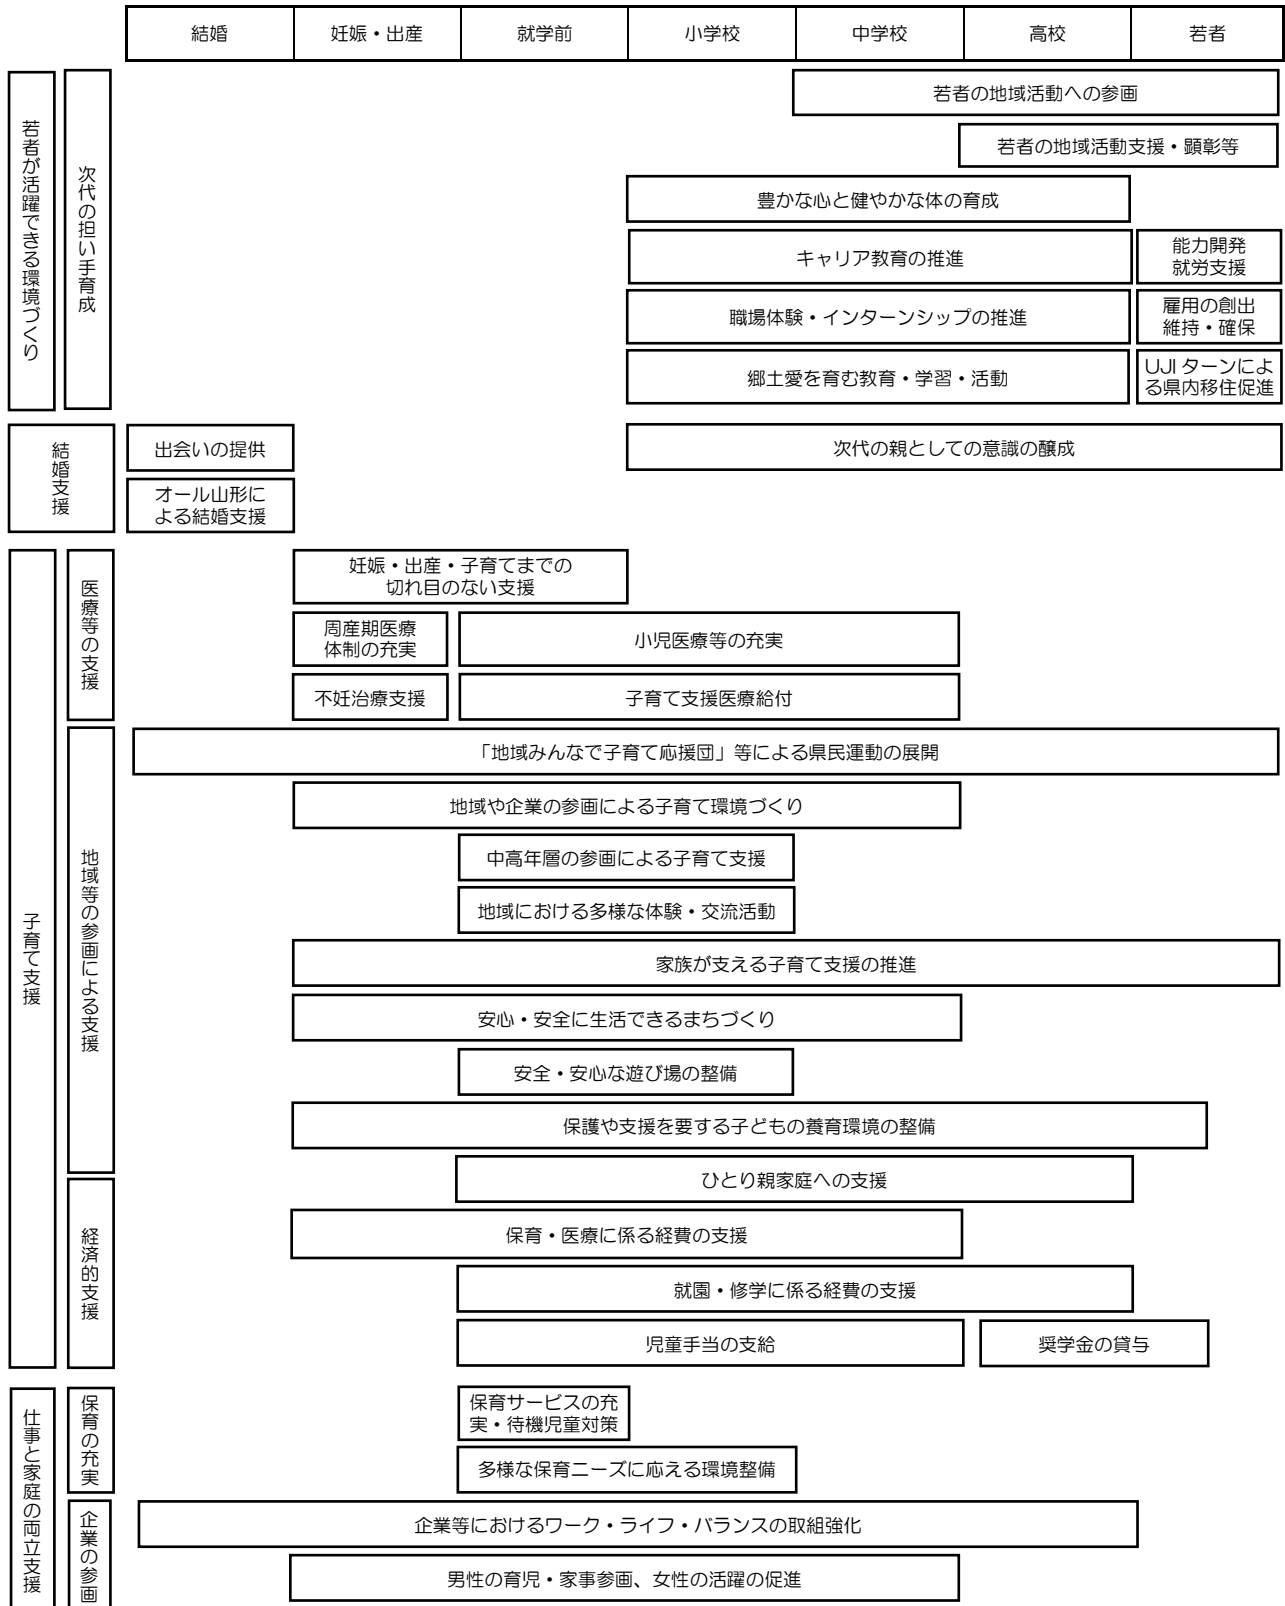 結婚
妊娠・出産
就学前
小学校
中学校
高校
若者
若者が活躍できる環境づくり
次代の担い手育成
若者の地域活動への参画
若者の地域活動支援・顕彰等
豊かな心と健やかな体の育成
キャリア教育の推進
能力開発
就労支援
職場体験・インターンシップの推進
雇用の創出
維持・確保
郷土愛を育む教育・学習・活動
UJIターンによ
る県内移住促進
結婚支援
出会いの提供
次代の親としての意識の醸成
オール山形に
よる結婚支援
子育て支援
医療等の支援
妊娠・出産・子育てまでの
切れ目のない支援
周産期医療
体制の充実
小児医療等の充実
不妊治療支援
子育て支援医療給付
地域等の参画による支援
「地域みんなで子育て応援団」等による県民運動の展開
地域や企業の参画による子育て環境づくり
中高年層の参画による子育て支援
地域における多様な体験・交流活動
家族が支える子育て支援の推進
安心・安全に生活できるまちづくり
安全・安心な遊び場の整備
保護や支援を要する子どもの養育環境の整備
経済的支援
ひとり親家庭への支援
保育・医療に係る経費の支援
就園・修学に係る経費の支援
児童手当の支給
奨学金の貸与
仕事と家庭の両立支援
保育の充実
保育サービスの充
実・待機児童対策
多様な保育ニーズに応える環境整備
企業の参画
企業等におけるワーク・ライフ・バランスの取組強化
男性の育児・家事参画、女性の活躍の促進